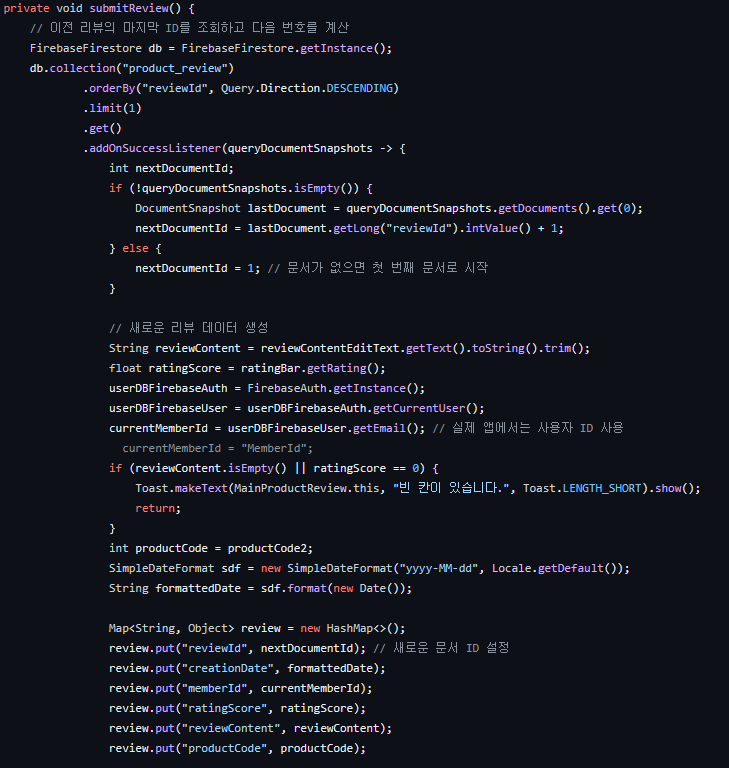 private void submitReview() {
// 이전 리뷰의 마지막 ID를 조회하고 다음 번호를 계산
FirebaseFirestore db = FirebaseFirestore.getInstance();
db.collection("product_review")
.orderBy("reviewId", Query.Direction.DESCENDING)
.limit(1)
.get()
.addOnSuccessListener(queryDocumentSnapshots -> {
int nextDocumentId;
if (!queryDocumentSnapshots.isEmpty()) {
DocumentSnapshot lastDocument = queryDocumentSnapshots.getDocuments().get(0);
nextDocumentId = lastDocument.getLong("reviewId").intValue() + 1;
} else {
nextDocumentId = 1; // 문서가 없으면 첫 번째 문서로 시작
}
// 새로운 리뷰 데이터 생성
String reviewContent = reviewContentEditText.getText().toString().trim();
float ratingScore = ratingBar.getRating();
userDBFirebaseAuth = FirebaseAuth.getInstance();
userDBFirebaseUser = userDBFirebaseAuth.getCurrentUser();
currentMemberId = userDBFirebaseUser.getEmail(); // 실제 앱에서는 사용자 ID 사용
currentMemberId = "MemberId";
if (reviewContent.isEmpty() || ratingScore == 0) {
Toast.makeText(MainProductReview.this, "빈 칸이 있습니다.", Toast.LENGTH_SHORT).show();
return;
}
int productCode = productCode2;
SimpleDateFormat sdf = new SimpleDateFormat("yyyy-MM-dd", Locale.getDefault());
String formattedDate = sdf.format(new Date());
Map<String, Object> review = new HashMap<>();
review.put("reviewId", nextDocumentId); // 새로운 문서 ID 설정
review.put("creationDate", formattedDate);
review.put("memberId", currentMemberId);
review.put("ratingScore", ratingScore);
review.put("reviewContent", reviewContent);
review.put("productCode", productCode);